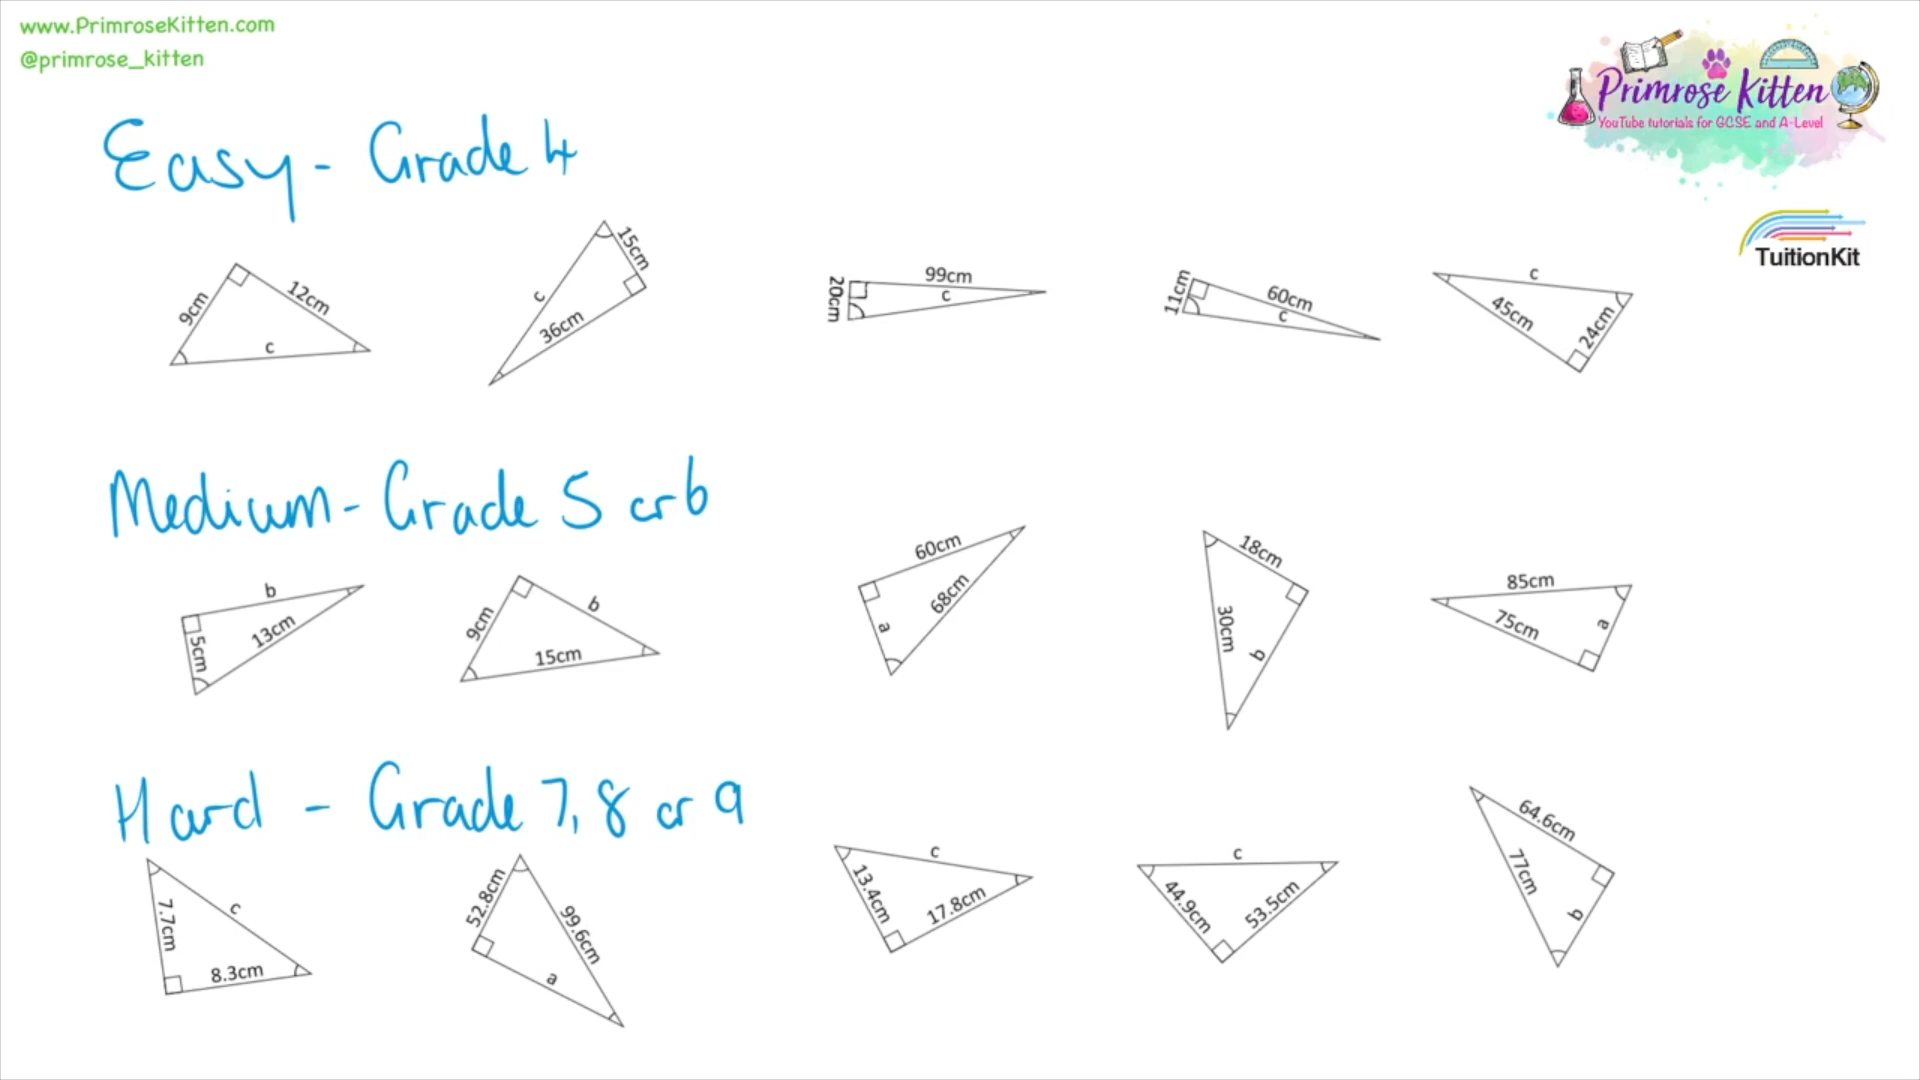 www.PrimroseKitten.com
@primrose_kitten
Primrose Kitten
YouTube tutorials for GCSE and A-Level
TuitionKit
Easy - Grade 4
9cm
12cm
c
c
15cm
36cm
20cm
99cm
c
11cm
60cm
c
c
45cm
24cm
Medium - Grade 5 or 6
b
5cm
13cm
9cm
b
15cm
60cm
a
68cm
18cm
30cm
b
85cm
75cm
a
Hard - Grade 7, 8 or 9
7.7cm
c
8.3cm
52.8cm
99.6cm
a
c
13.4cm
17.8cm
c
44.9cm
53.5cm
64.6cm
77cm
b